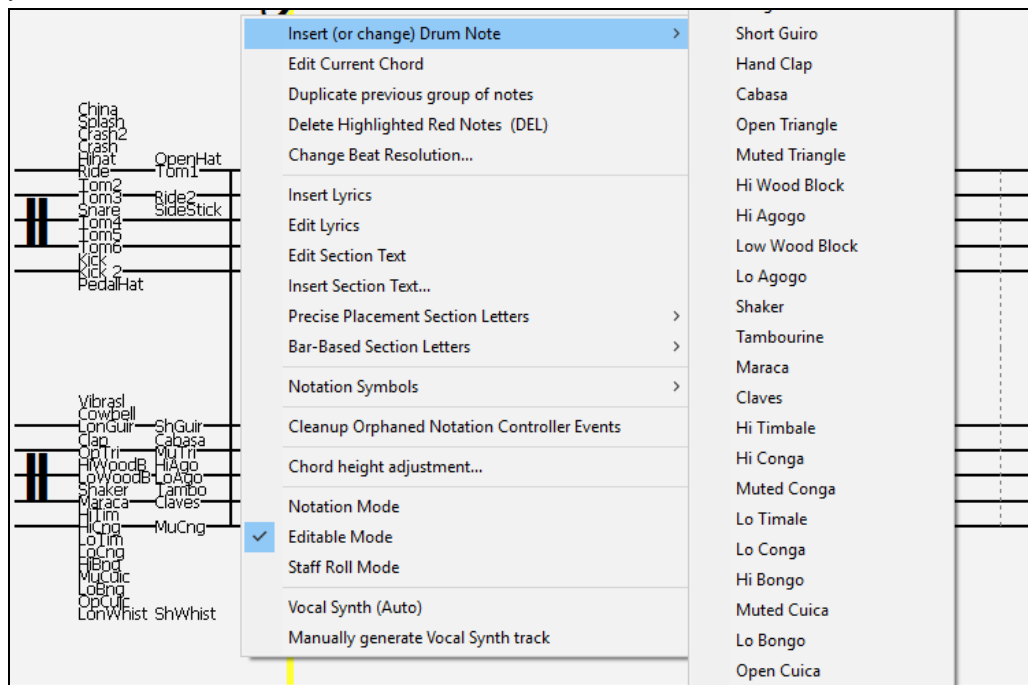 China
Splash
Crash2
Crash
Hihat OpenHat
Ride Tom1
Tom2
Tom3 Ride2
Snare SideStick
Tom4
Tom5
Tom6
Kick
Kick 2
PedalHat
Vibrasl
Cowbell
LonGuir ShGuir
Clap Cabasa
OpTri MuTri
HiWoodB HiAgo
LoWoodB LoAgo
Shaker Tambo
Maraca Claves
HiTim
HiCng MuCng
LoTim
LoCng
HiBng
MuCuic
LoBng
OpCuic
LonWhist ShWhist
Insert (or change) Drum Note
Edit Current Chord
Duplicate previous group of notes
Delete Highlighted Red Notes (DEL)
Change Beat Resolution...
Insert Lyrics
Edit Lyrics
Edit Section Text
Insert Section Text...
Precise Placement Section Letters
Bar-Based Section Letters
Notation Symbols
Cleanup Orphaned Notation Controller Events
Chord height adjustment...
Notation Mode
Editable Mode
Staff Roll Mode
Vocal Synth (Auto)
Manually generate Vocal Synth track
Short Guiro
Hand Clap
Cabasa
Open Triangle
Muted Triangle
Hi Wood Block
Hi Agogo
Low Wood Block
Lo Agogo
Shaker
Tambourine
Maraca
Claves
Hi Timbale
Hi Conga
Muted Conga
Lo Timale
Lo Conga
Hi Bongo
Muted Cuica
Lo Bongo
Open Cuica